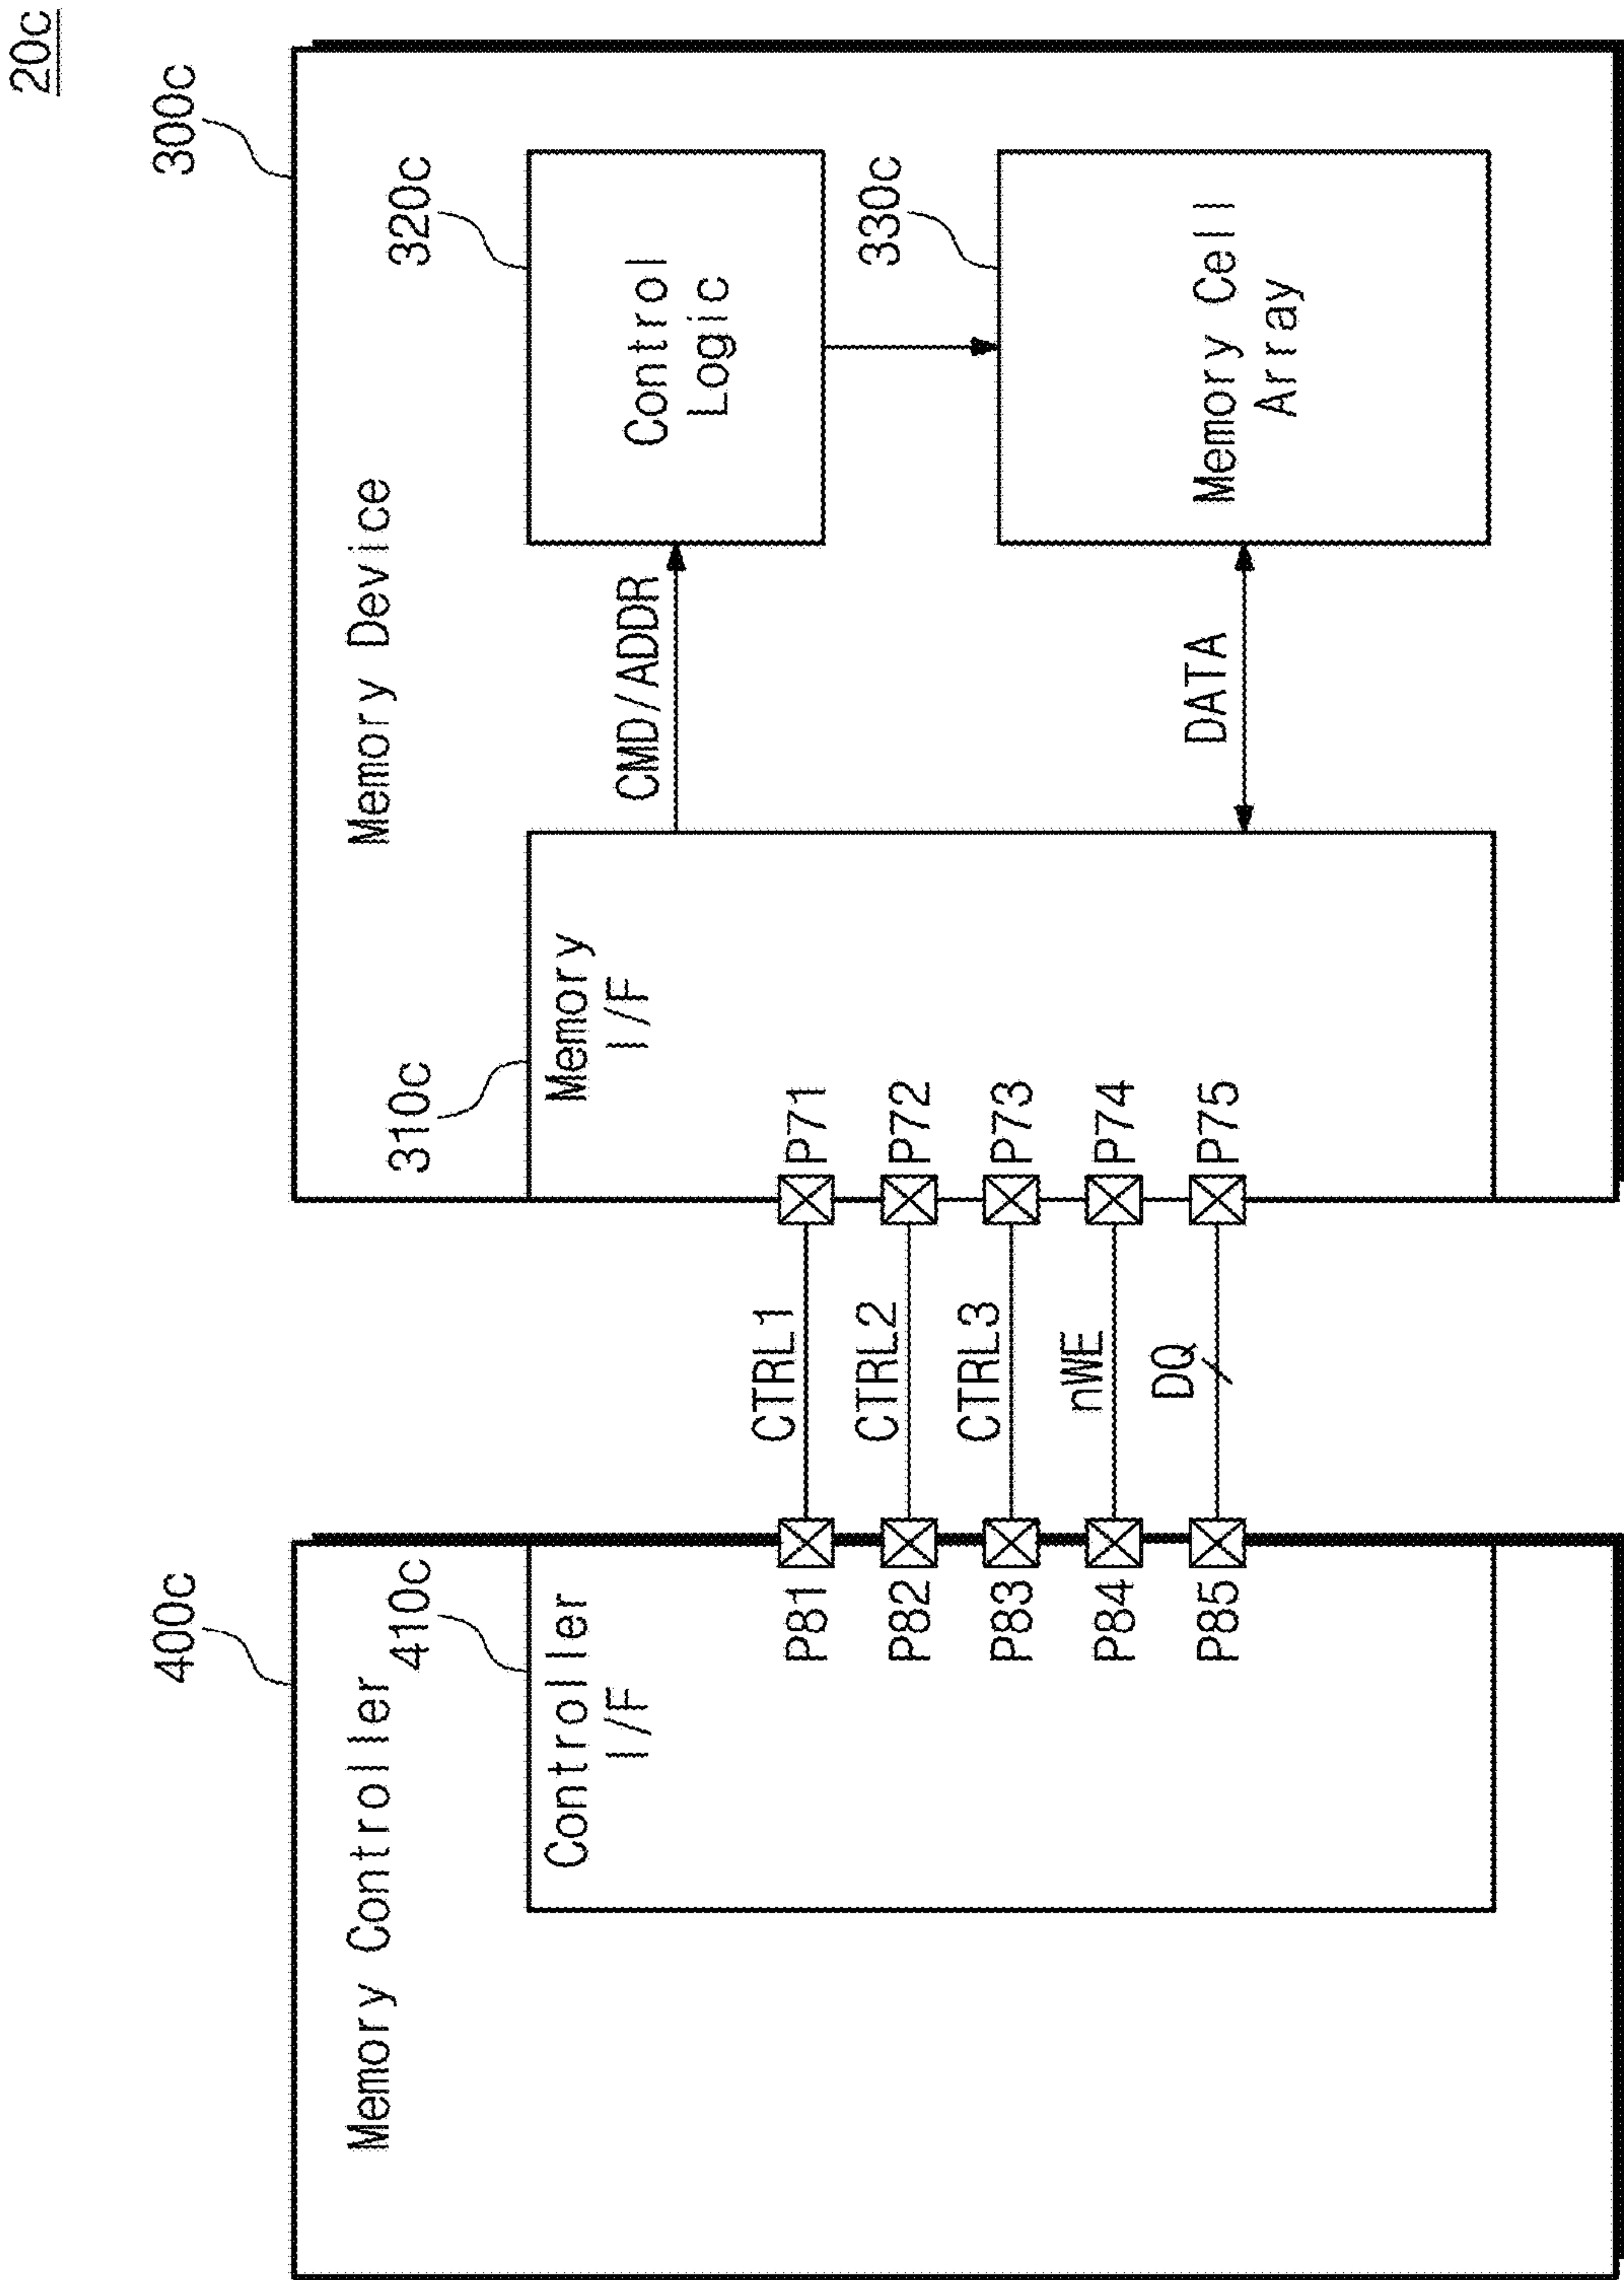 20c
400c
Memory Controller
410c
Controller
I/F
P81
P82
P83
P84
P85
CTRL1
CTRL2
CTRL3
nWE
DQ
300c
Memory Device
310c
Memory
I/F
P71
P72
P73
P74
P75
CMD/ADDR
DATA
320c
Control
Logic
330c
Memory Cell
Array